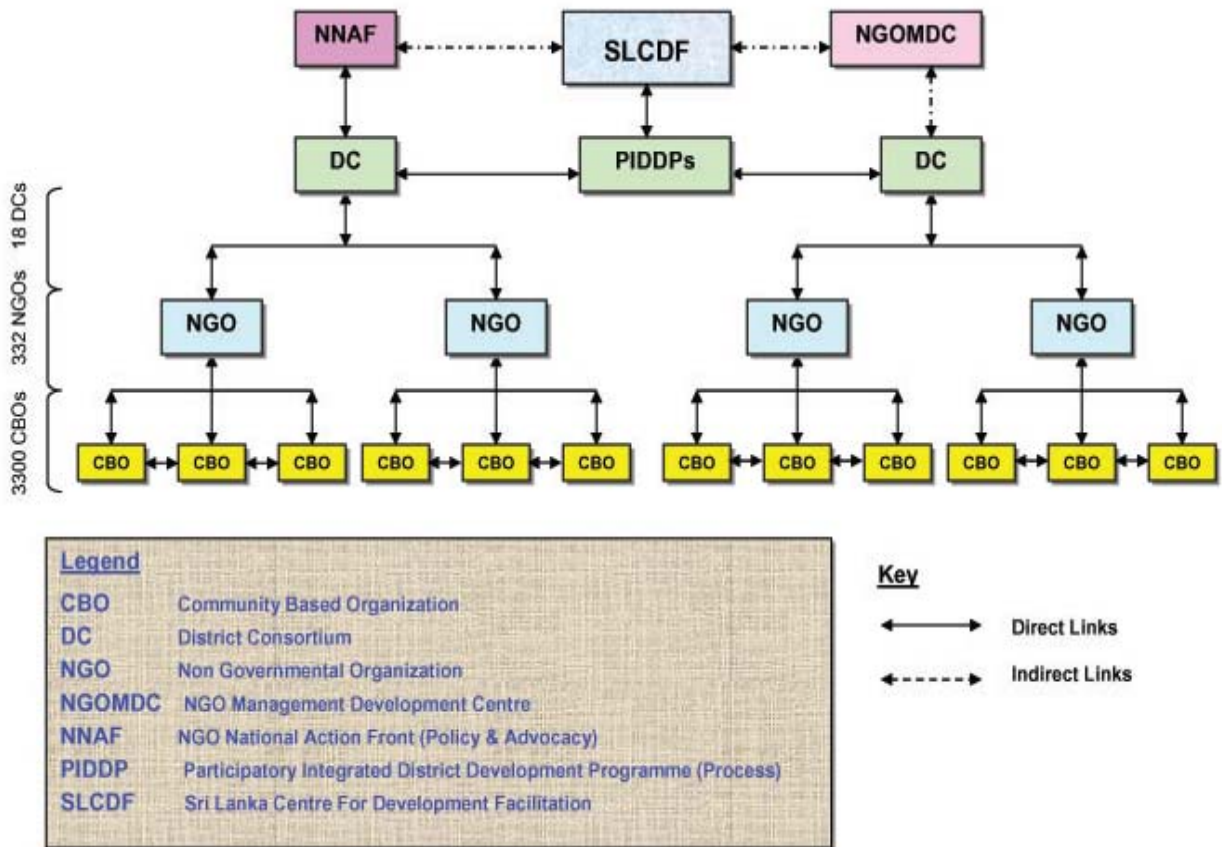 NNAF
SLCDF
NGOMDC
DC
PIDDPs
DC
18 DCs
NGO
NGO
NGO
NGO
332 NGOs
CBO
CBO
CBO
CBO
CBO
CBO
CBO
CBO
CBO
CBO
CBO
CBO
3300 CBOs
Legend
CBO Community Based Organization
DC District Consortium
NGO Non Governmental Organization
NGOMDC NGO Management Development Centre
NNAF NGO National Action Front (Policy & Advocacy)
PIDDP Participatory Integrated District Development Programme (Process)
SLCDF Sri Lanka Centre For Development Facilitation
Key
Direct Links
Indirect Links